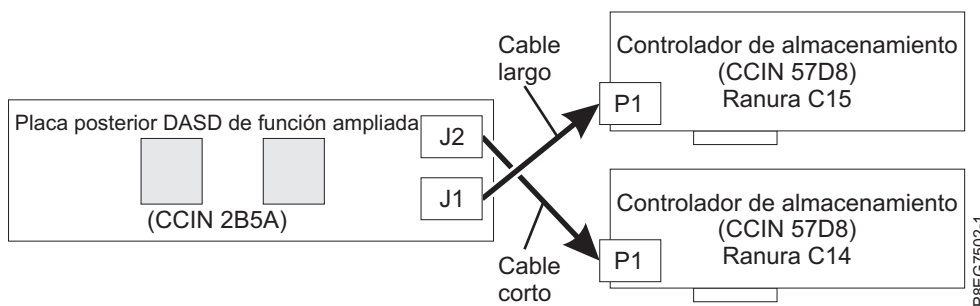 Placa posterior DASD de función ampliada
(CCIN 2B5A)
J2
J1
Cable
largo
Cable
corto
Controlador de almacenamiento
(CCIN 57D8)
Ranura C15
P1
Controlador de almacenamiento
(CCIN 57D8)
Ranura C14
P1
P8EG7502-1